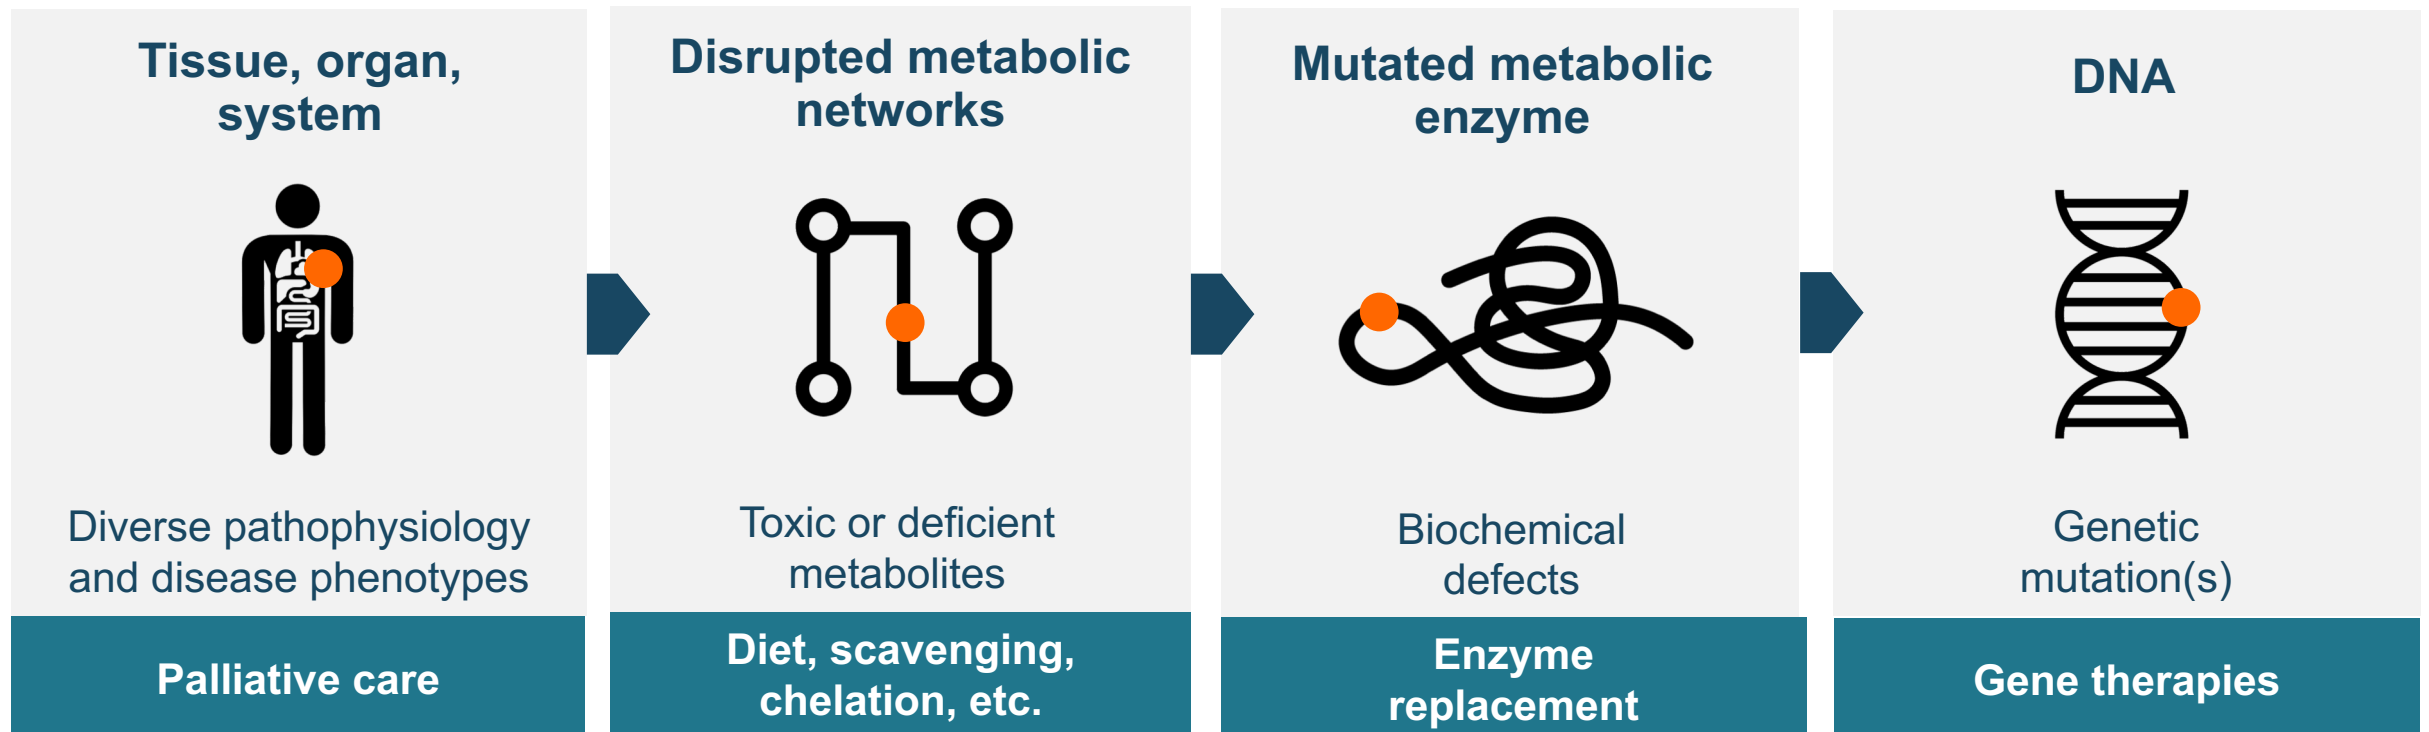 Tissue, organ,
system
Diverse pathophysiology
and disease phenotypes
Palliative care
Disrupted metabolic
networks
Toxic or deficient
metabolites
Diet, scavenging,
chelation, etc.
Mutated metabolic
enzyme
Biochemical
defects
Enzyme
replacement
DNA
Genetic
mutation(s)
Gene therapies